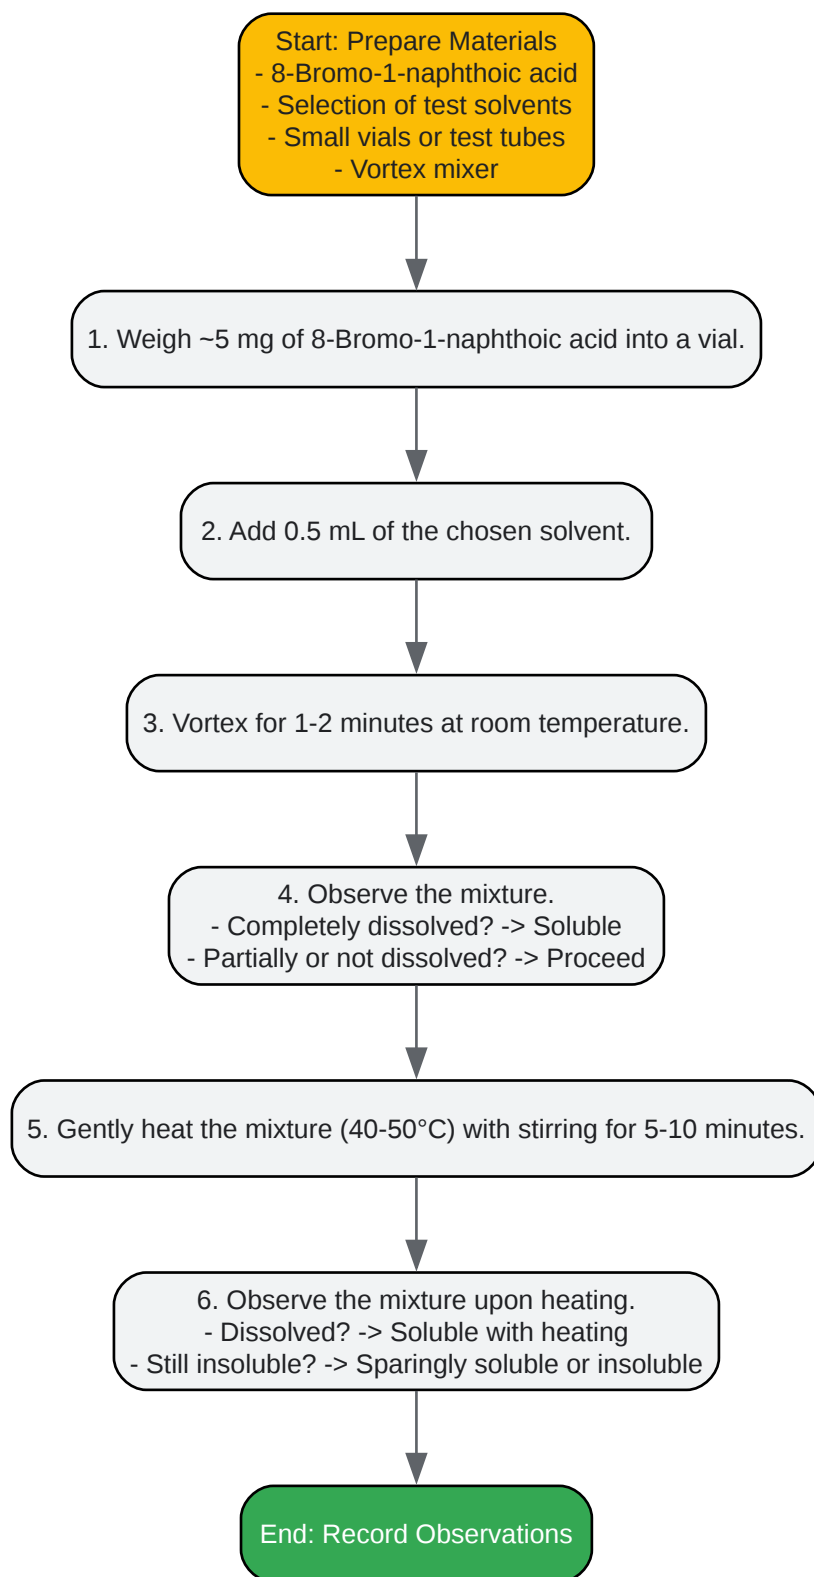 Start: Prepare Materials
- 8-Bromo-1-naphthoic acid
- Selection of test solvents
- Small vials or test tubes
- Vortex mixer
1. Weigh ~5 mg of 8-Bromo-1-naphthoic acid into a vial.
2. Add 0.5 mL of the chosen solvent.
3. Vortex for 1-2 minutes at room temperature.
4. Observe the mixture.
- Completely dissolved? -> Soluble
- Partially or not dissolved? -> Proceed
5. Gently heat the mixture (40-50°C) with stirring for 5-10 minutes.
6. Observe the mixture upon heating.
- Dissolved? -> Soluble with heating
- Still insoluble? -> Sparingly soluble or insoluble
End: Record Observations